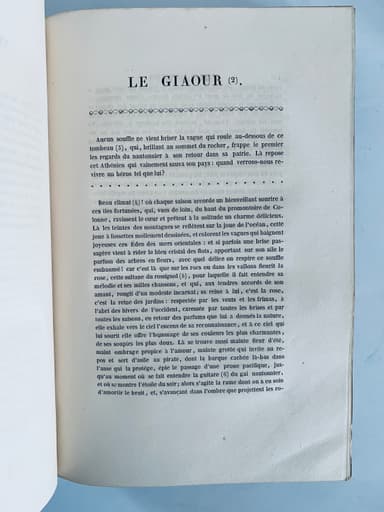 LE GIAOUR (2).
Aucun souffle ne vient briser la vague qui roule au-dessous de ce
tombeau (3), qui, brillant au sommet du rocher, frappe le premier
les regards du nautonnier à son retour dans sa patrie. Là repose
cet Athénien qui vainement sauva son pays: quand verrons-nous re-
vivre un héros tel que lui?
Beau climat (4)! où chaque saison accorde un bienveillant sourire à
ces îles fortunées, qui, vues de loin, du haut du promontoire de Co-
lonne, ravissent le cœur et prêtent à la solitude un charme délicieux.
Là les teintes des montagnes se reflètent sur la joue de l'océan, cette
joue à fossettes mollement dessinées, et colorent les vagues qui baignent
joyeuses ces Éden des mers orientales: et si parfois une brise pas-
sagère vient à rider le bleu cristal des flots, ou apporter le parfum
des arbres en fleurs, avec quel délice on respire ce souffle
embaumé! car c'est là que sur les rocs ou dans les vallons fleurit la
rose, cette sultane du rossignol (5), pour laquelle il fait entendre sa
mélodie et ses milles chansons, et qui, aux tendres accords de son
amant, rougit d'un modeste incarnat; sa reine à lui, c'est la rose,
c'est la reine des jardins: respectée par les vents et les frimas, à
l'abri des hivers de l'occident, caressée par toutes les brises et par
toutes les saisons, en retour des parfums que lui a donnés la nature,
elle exhale vers le ciel l'encens de sa reconnaissance, et à ce ciel qui
lui sourit elle offre l'hommage de ses couleurs les plus charmantes,
de ses soupirs les plus doux. Là se trouve aussi mainte fleur d'été,
maint ombrage propice à l'amour, mainte grotte qui invite au re-
pos et sert d'asile au pirate, dont la barque cachée là-bas dans
l'anse qui la protége, épie le passage d'une proue pacifique, jus-
qu'au moment où se fait entendre la guitare (6) du gai nautonnier,
et où se montre l'étoile du soir; alors s'agite la rame dont on a eu soin
d'amortir le bruit, et, s'avançant dans l'ombre que projettent les ro-